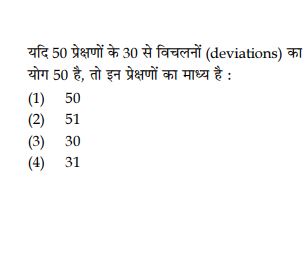 यदि 50 प्रेक्षणों के 30 से विचलनों (deviations) का
योग 50 है, तो इन प्रेक्षणों का माध्य है :
(1) 50
(2) 51
(3) 30
(4) 31